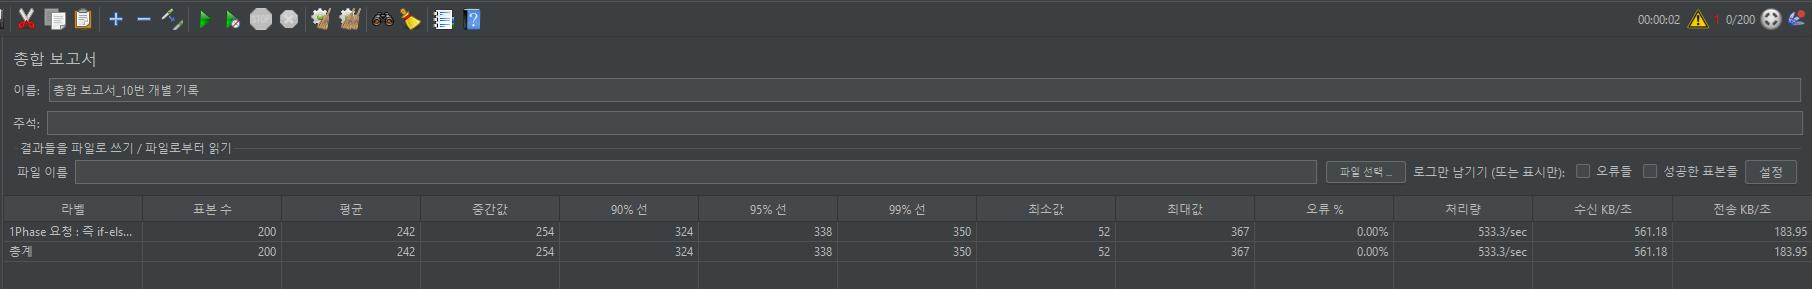 STOP
00:00:02 1 0/200
총합 보고서
이름: 총합 보고서_10번 개별 기록
주석:
결과들을 파일로 쓰기 / 파일로부터 읽기
파일 이름 파일 선택 ... 로그만 남기기 (또는 표시만): 오류들 성공한 표본들 설정
라벨 표본 수 평균 중간값 90% 선 95% 선 99% 선 최소값 최대값 오류 % 처리량 수신 KB/초 전송 KB/초
1Phase 요청 : 즉 if-els... 200 242 254 324 338 350 52 367 0.00% 533.3/sec 561.18 183.95
총계 200 242 254 324 338 350 52 367 0.00% 533.3/sec 561.18 183.95